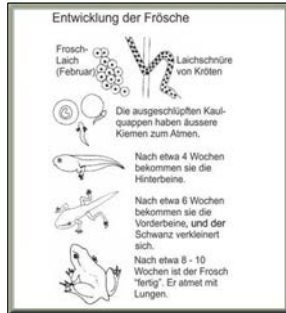 Entwicklung der Frösche
Frosch-
Laich
(Februar)
Laichschnüre
von Kröten
Die ausgeschlüpften Kaul-
quappen haben äussere
Kiemen zum Atmen.
Nach etwa 4 Wochen
bekommen sie die
Hinterbeine.
Nach etwa 6 Wochen
bekommen sie die
Vorderbeine, und der
Schwanz verkleinert
sich.
Nach etwa 8 - 10
Wochen ist der Frosch
"fertig". Er atmet mit
Lungen.